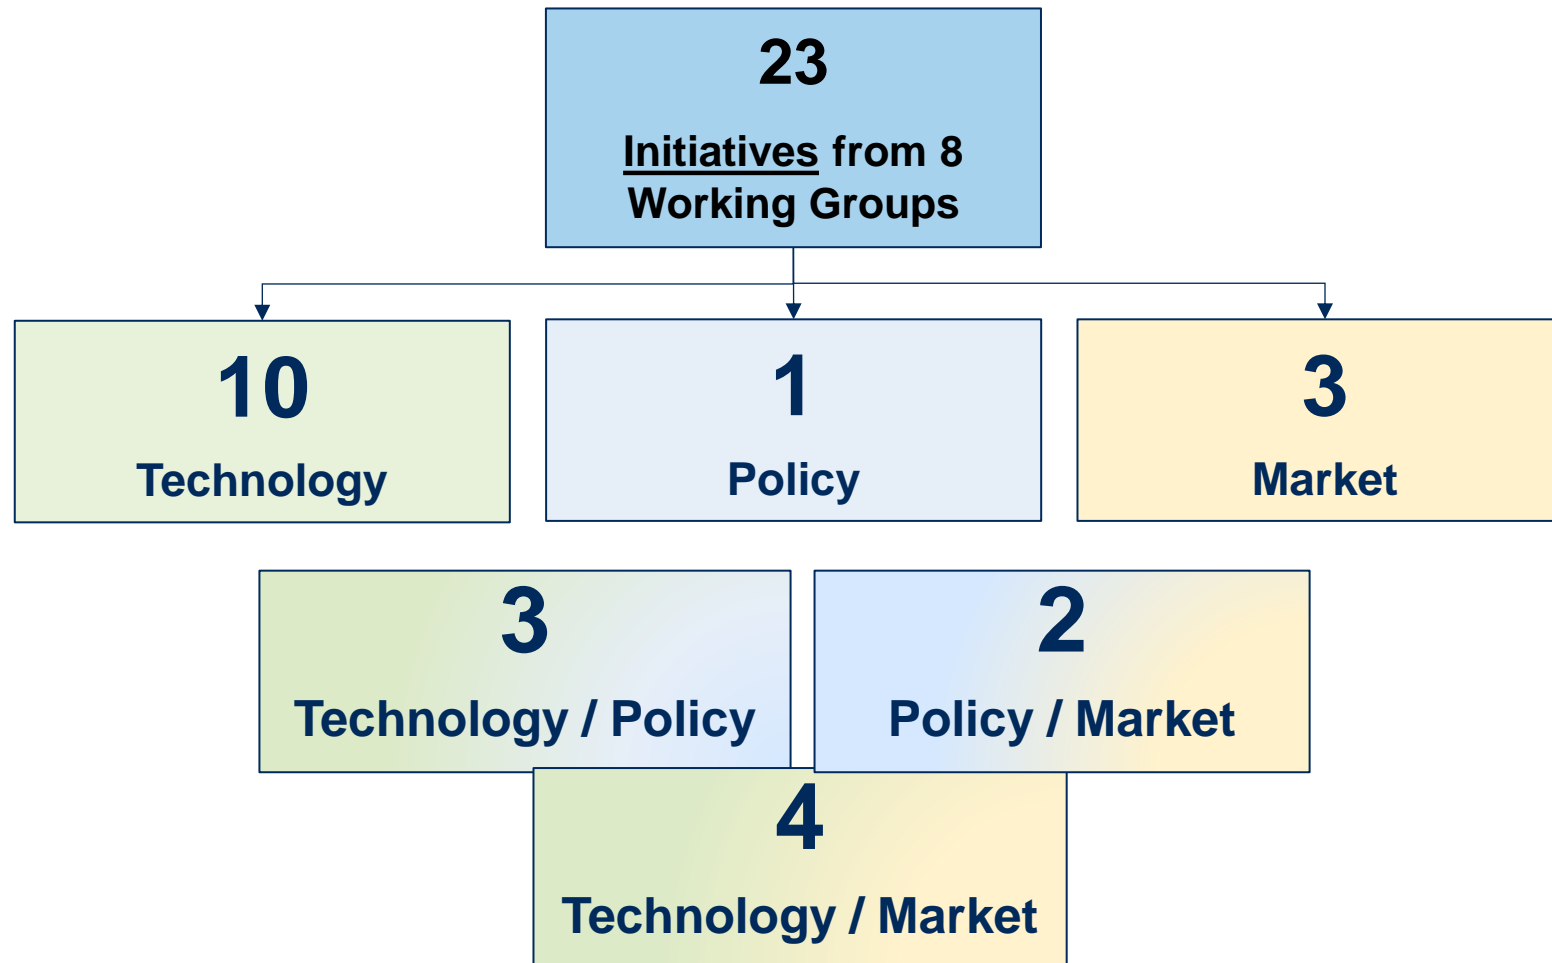 23
Initiatives from 8
Working Groups
10
Technology
1
Policy
3
Market
3
Technology / Policy
2
Policy / Market
4
Technology / Market